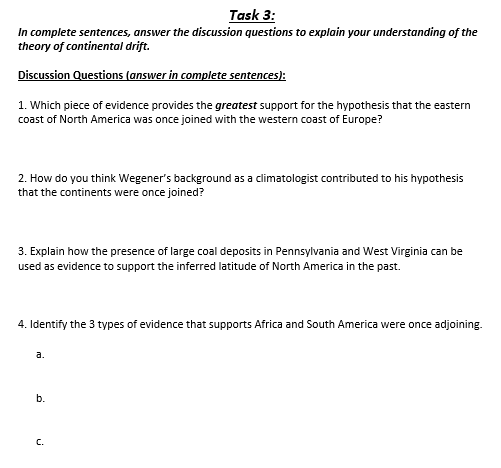 Task 3:
In complete sentences, answer the discussion questions to explain your understanding of the
theory of continental drift.
Discussion Questions (answer in complete sentences):
1. Which piece of evidence provides the greatest support for the hypothesis that the eastern
coast of North America was once joined with the western coast of Europe?
2. How do you think Wegener's background as a climatologist contributed to his hypothesis
that the continents were once joined?
3. Explain how the presence of large coal deposits in Pennsylvania and West Virginia can be
used as evidence to support the inferred latitude of North America in the past.
4. Identify the 3 types of evidence that supports Africa and South America were once adjoining.
a.
b.
c.